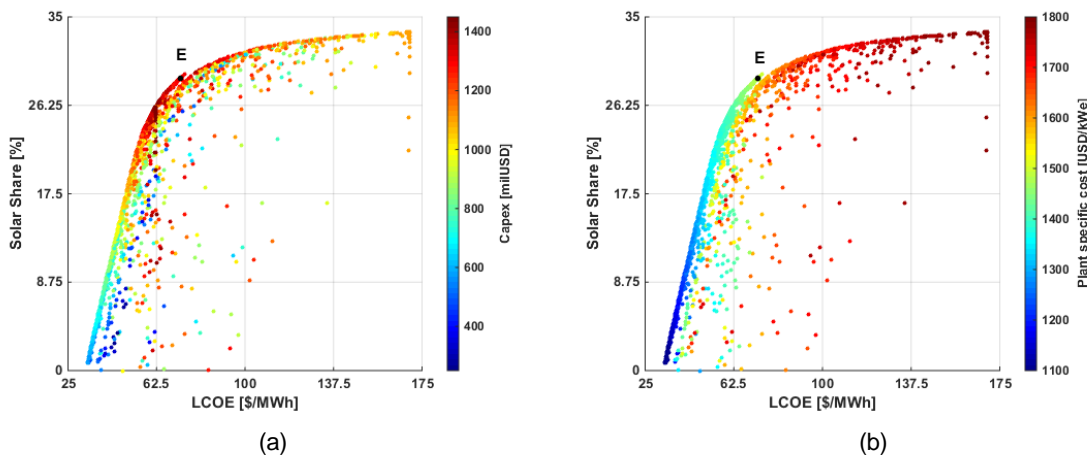 35
26.25
17.5
8.75
0
Solar Share [%]
E
25 62.5 100 137.5 175
LCOE [$/MWh]
1400
1200
1000
800
600
400
Capex [milUSD]
(a)
35
26.25
17.5
8.75
0
Solar Share [%]
E
25 62.5 100 137.5 175
LCOE [$/MWh]
1800
1700
1600
1500
1400
1300
1200
1100
Plant specific cost [USD/kWe]
(b)